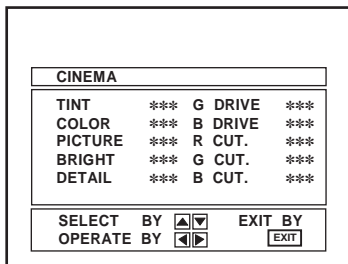 CINEMA
TINT *** G DRIVE ***
COLOR *** B DRIVE ***
PICTURE *** R CUT. ***
BRIGHT *** G CUT. ***
DETAIL *** B CUT. ***
SELECT BY ▲▼ EXIT BY
OPERATE BY ◀▶ EXIT